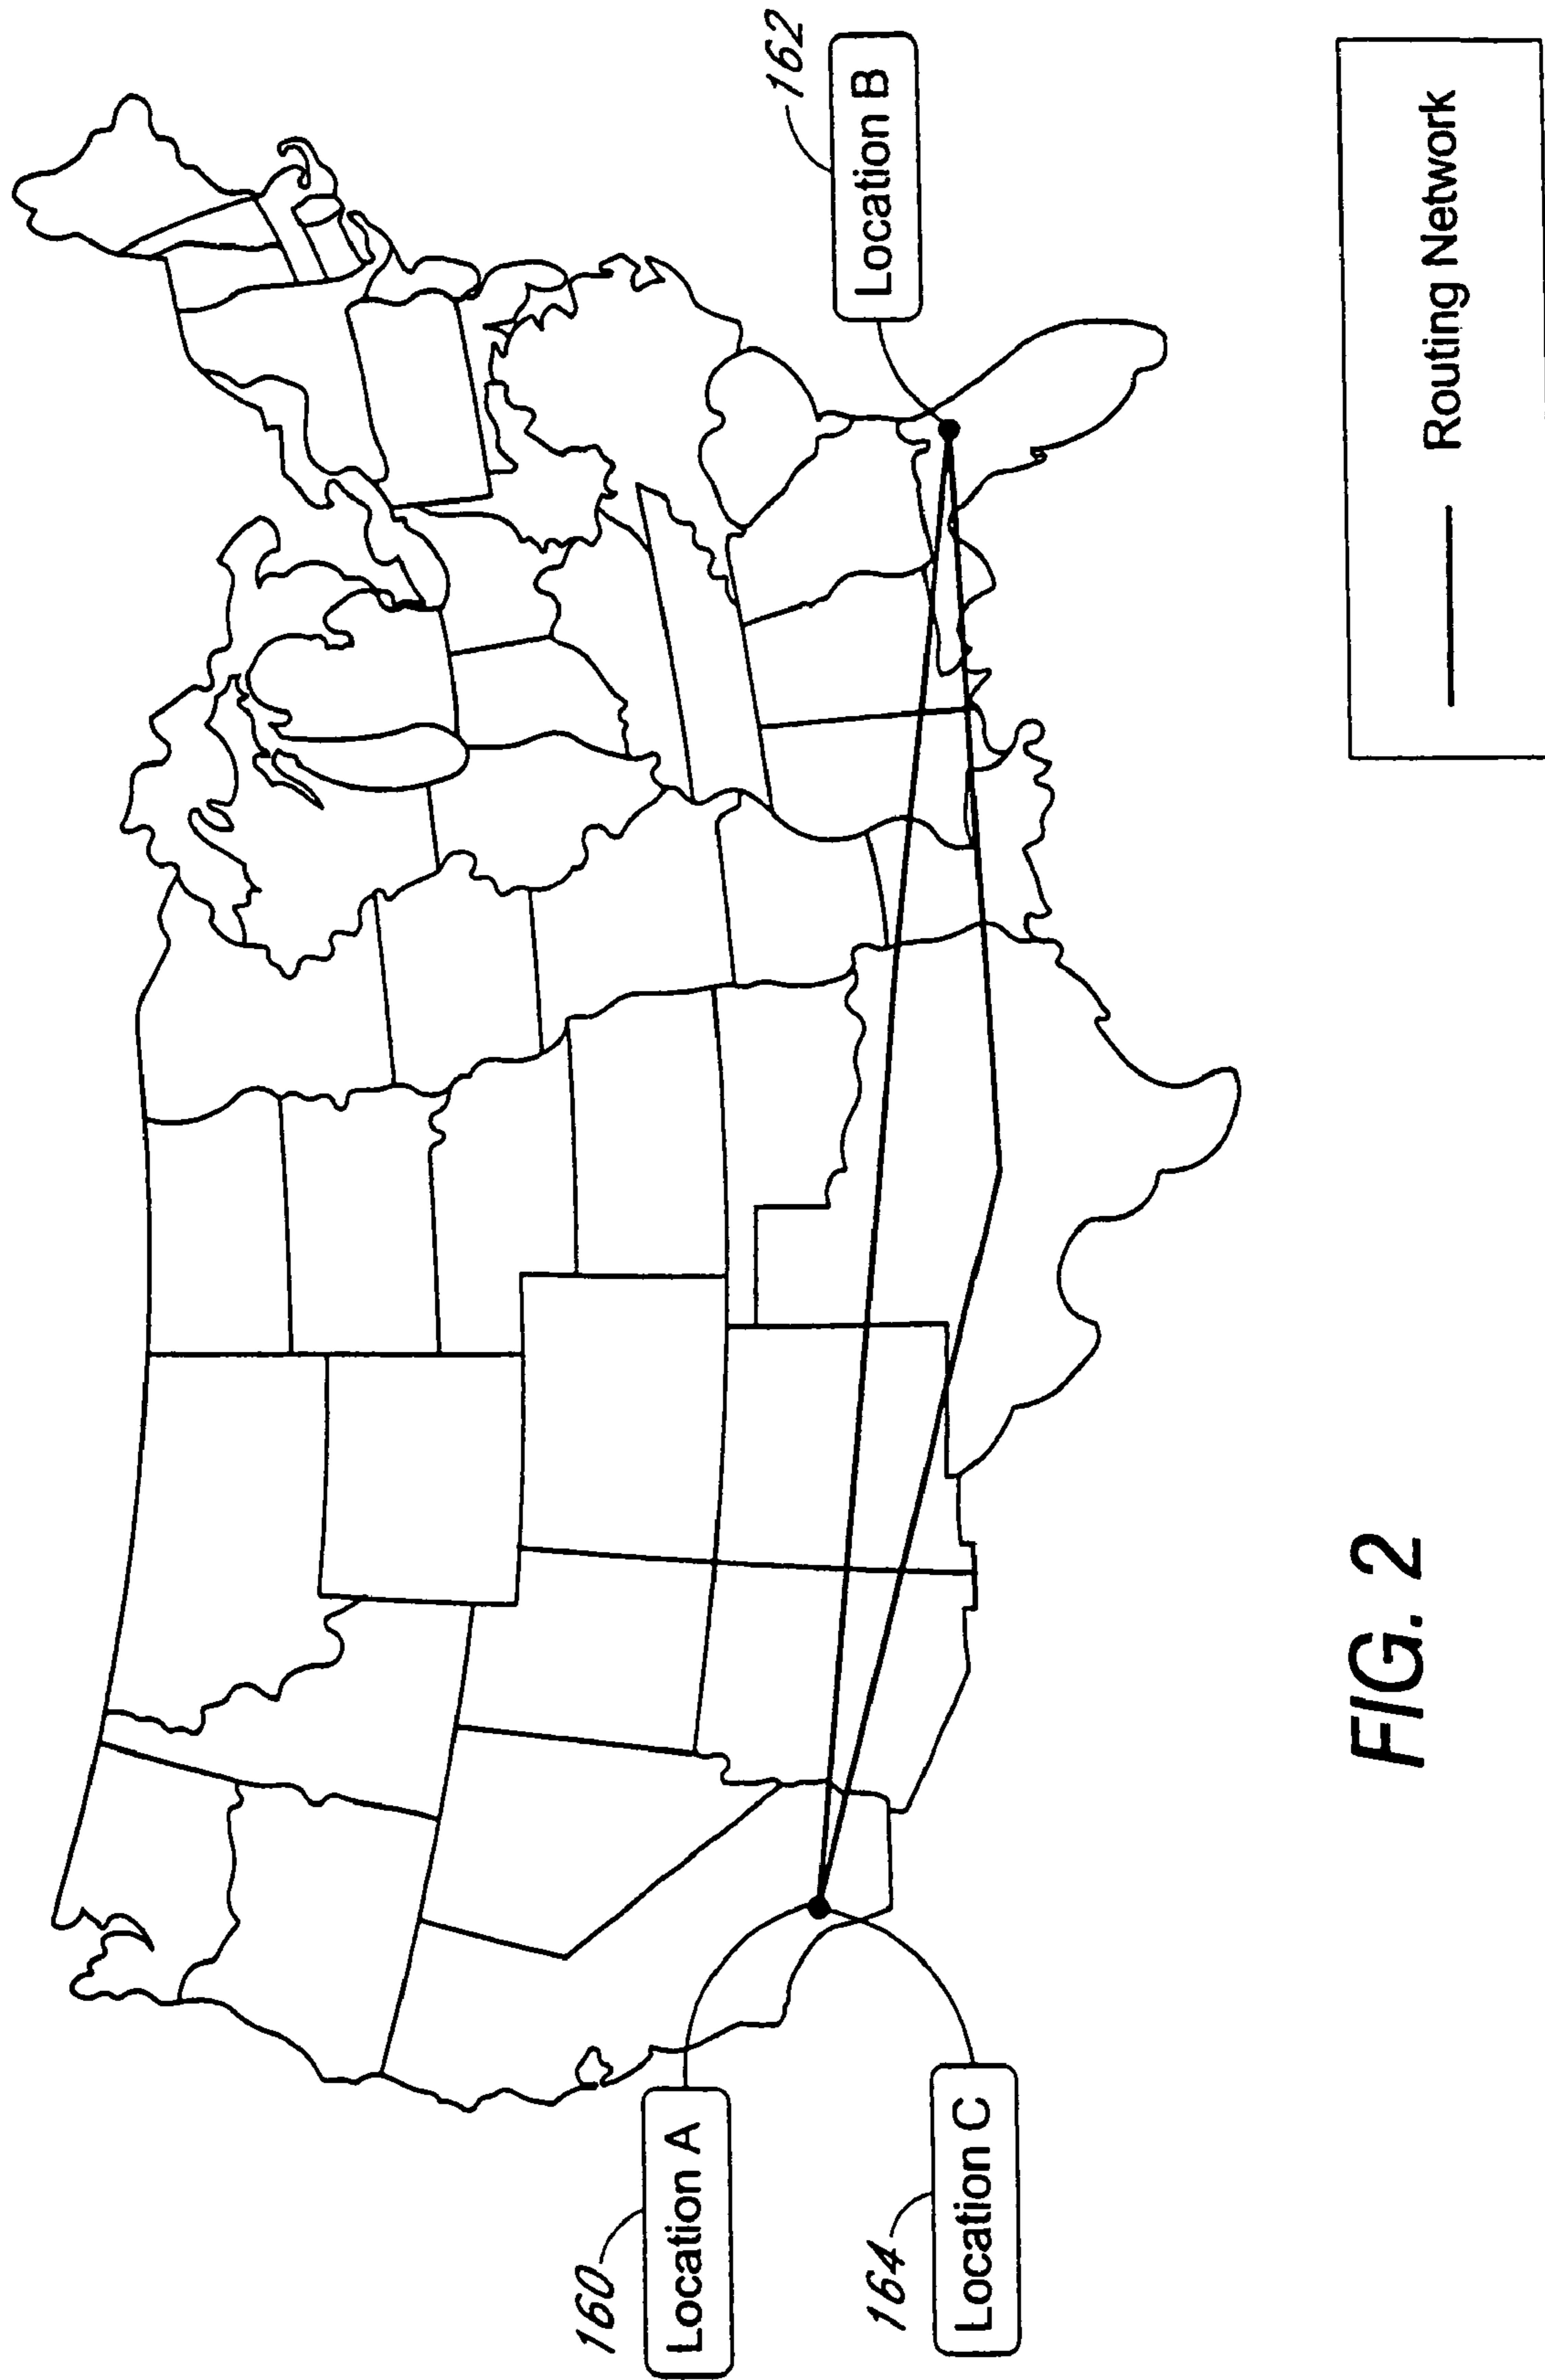 160
Location A
164
Location C
162
Location B
FIG. 2
Routing Network